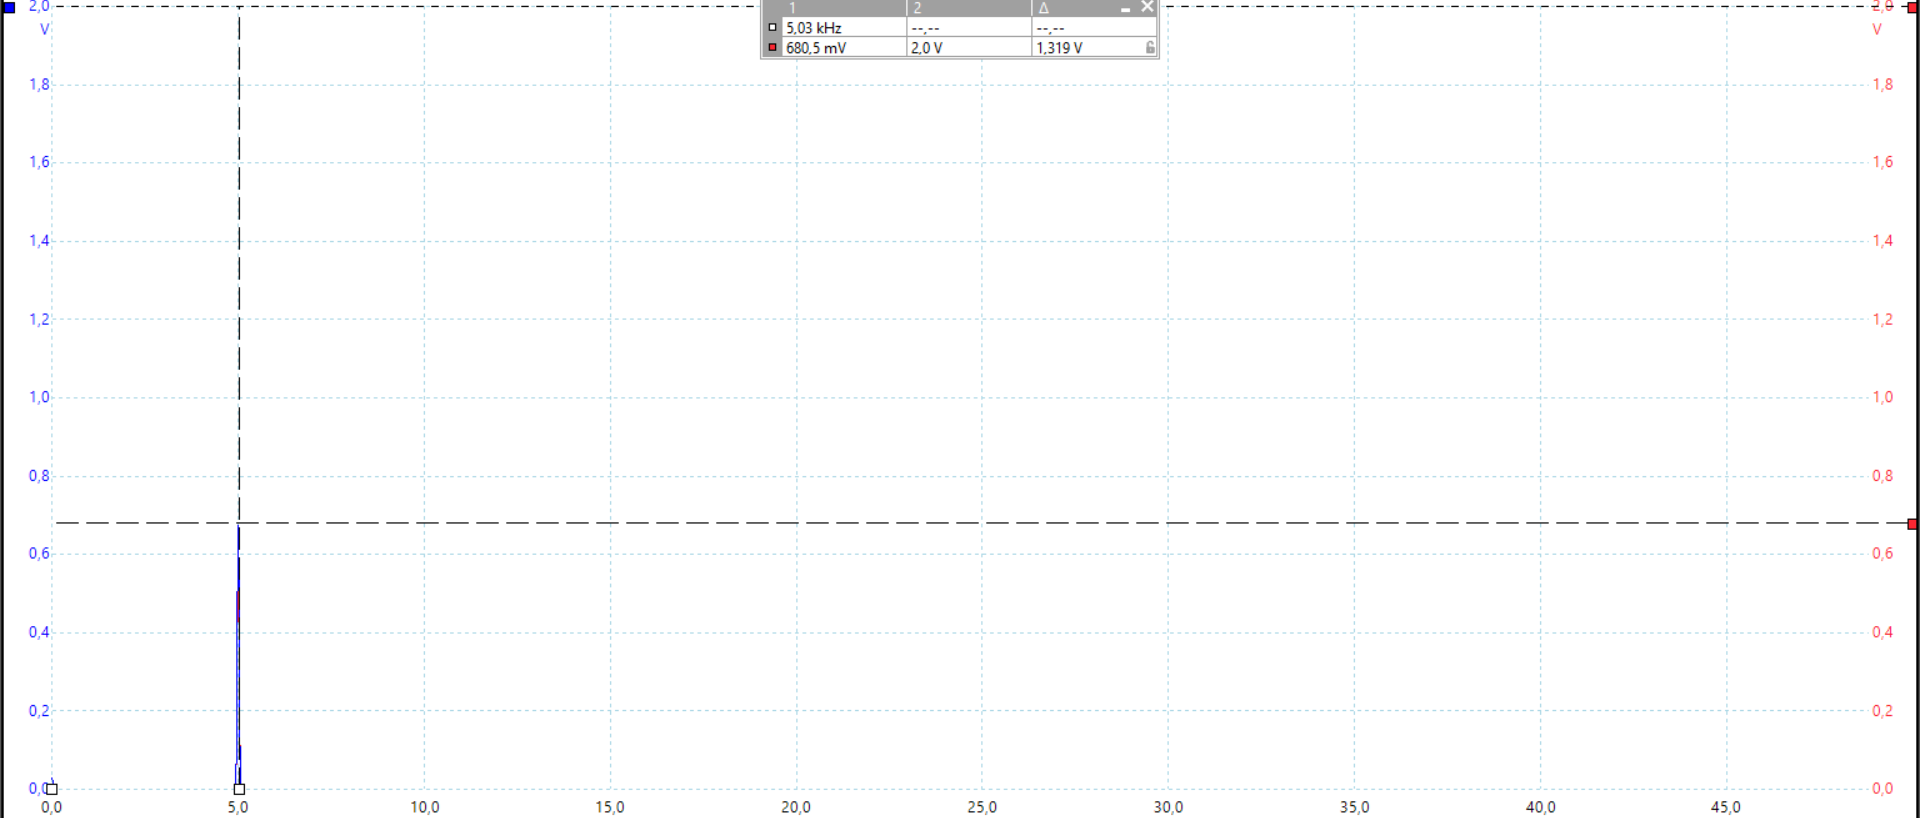 1 2 Δ
5,03 kHz --,-- --,--
680,5 mV 2,0 V 1,319 V
2,0 2,0
V V
1,8 1,8
1,6 1,6
1,4 1,4
1,2 1,2
1,0 1,0
0,8 0,8
0,6 0,6
0,4 0,4
0,2 0,2
0,0 0,0
0,0 5,0 10,0 15,0 20,0 25,0 30,0 35,0 40,0 45,0